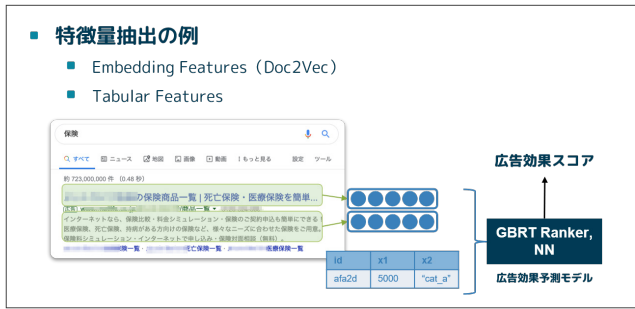 特徴量抽出の例
Embedding Features (Doc2Vec)
Tabular Features
保険
すべて ニュース 地図 画像 動画 もっと見る 設定 ツール
約 723,000,000 件 (0.48 秒)
の保険商品一覧 | 死亡保険・医療保険を簡単...
広告
商品一覧
インターネットなら、保険比較・料金シミュレーション・保険のご契約申込も簡単にできる!
医療保険、死亡保険、持病がある方向けの保険など、様々なニーズに合わせた保険をご用意。
保険料シミュレーション・インターネットで申し込み・保険対面相談（無料）。
険一覧 · 死亡保険一覧 · 医療保険一覧
id x1 x2
afa2d 5000 “cat_a”
広告効果スコア
GBRT Ranker,
NN
広告効果予測モデル